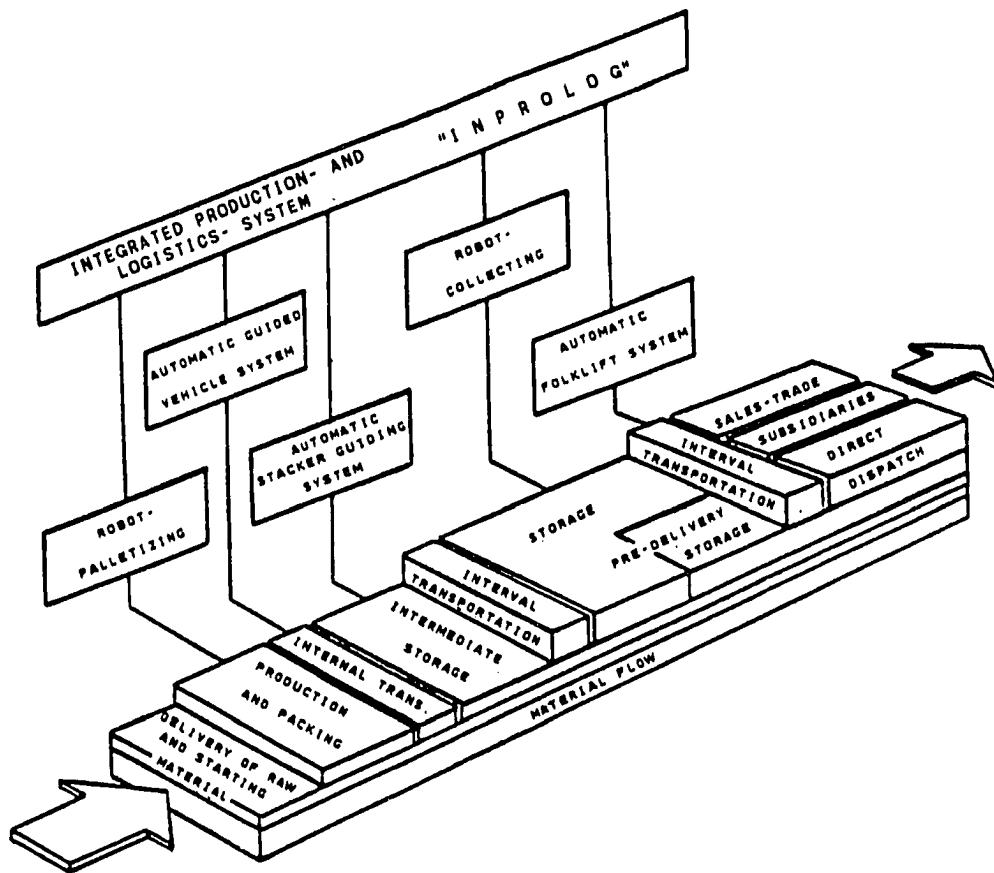 INTEGRATED PRODUCTION- AND "INPROLOG"
LOGISTICS- SYSTEM
ROBOT-
COLLECTING
AUTOMATIC GUIDED
VEHICLE SYSTEM
AUTOMATIC
FOLKLIFT SYSTEM
AUTOMATIC
STACKER GUIDING
SYSTEM
ROBOT-
PALLETIZING
SALES-TRADE
SUBSIDIARIES
DIRECT
DISPATCH
INTERVAL
TRANSPORTATION
STORAGE
PRE-DELIVERY
STORAGE
INTERVAL
TRANSPORTATION
INTERMEDIATE
STORAGE
INTERNAL TRANS.
PRODUCTION
AND PACKING
DELIVERY OF RAW
AND STARTING
MATERIAL
MATERIAL FLOW